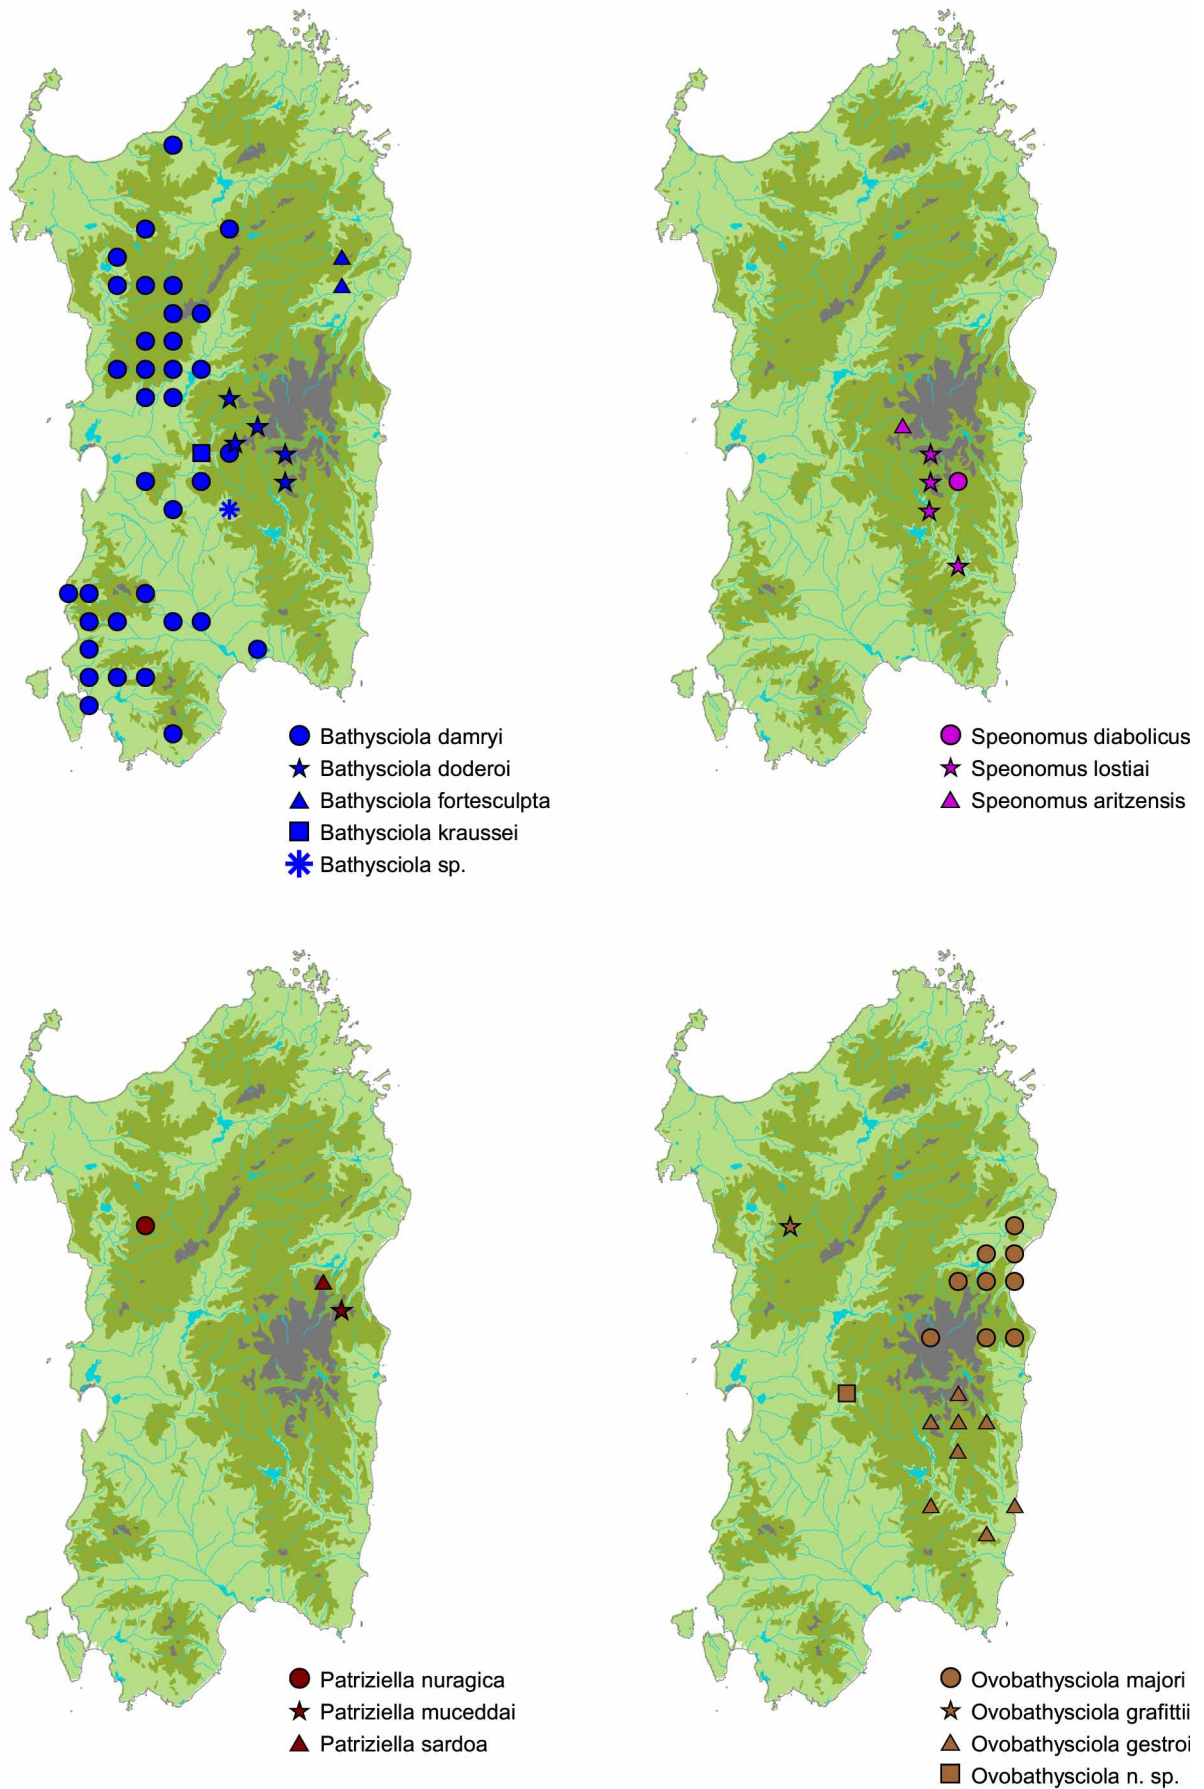 Bathysciola damryi
Bathysciola doderoi
Bathysciola fortesculpta
Bathysciola kraussei
Bathysciola sp.
Speonomus diabolicus
Speonomus lostiai
Speonomus aritzensis
Patriziella nuragica
Patriziella muceddai
Patriziella sardoa
Ovobathysciola majori
Ovobathysciola grafittii
Ovobathysciola gestroi
Ovobathysciola n. sp.